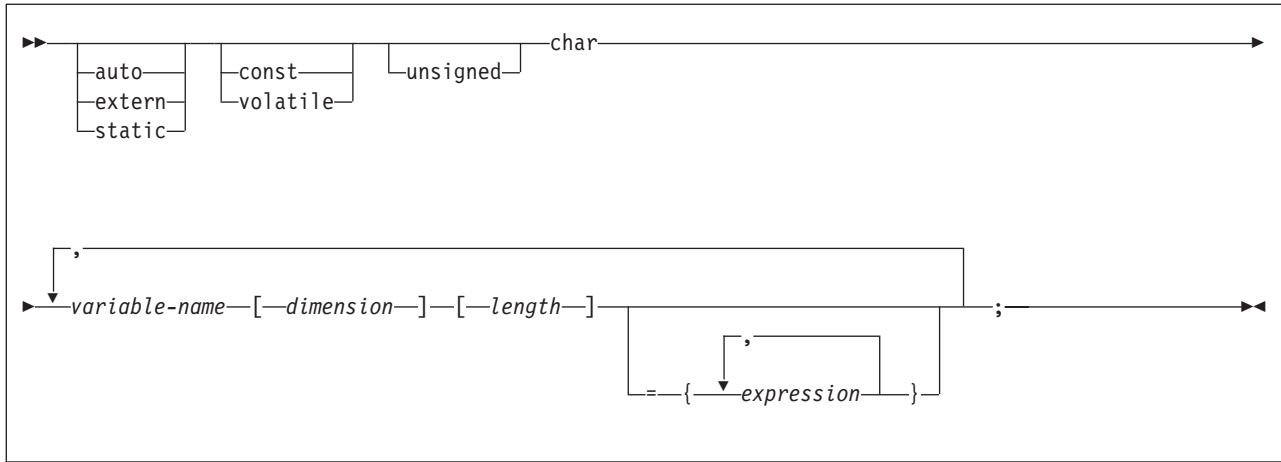 char
auto const unsigned
extern volatile
static
,
variable-name [ dimension ] [ length ] ;
,
= { expression }